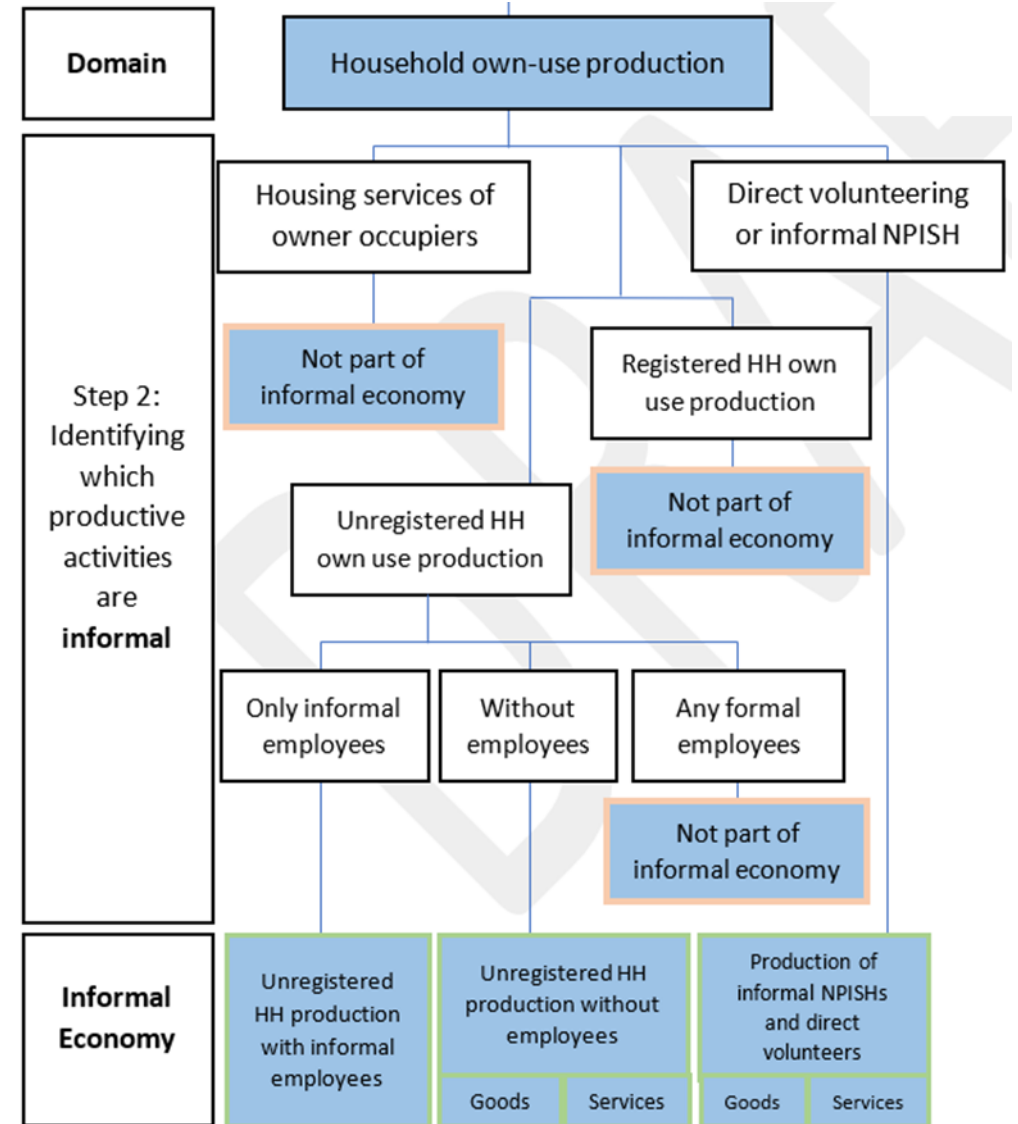 Domain
Household own-use production
Housing services of
owner occupiers
Direct volunteering
or informal NPISH
Not part of
informal economy
Registered HH own
use production
Step 2:
Identifying
which
productive
activities
are
informal
Not part of
informal economy
Unregistered HH
own use production
Only informal
employees
Without
employees
Any formal
employees
Not part of
informal economy
Informal
Economy
Unregistered
HH production
with informal
employees
Unregistered HH
production without
employees
Goods
Services
Production of
informal NPISHs
and direct
volunteers
Goods
Services